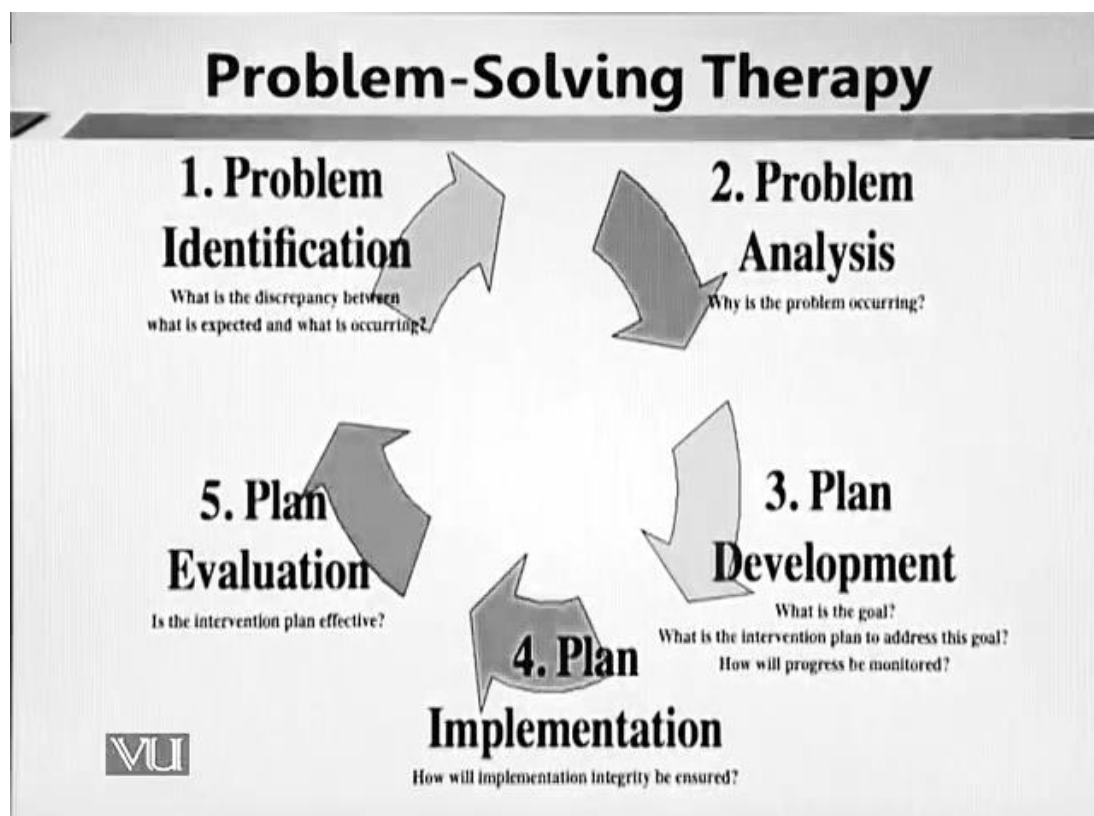 Problem-Solving Therapy
1. Problem
Identification
What is the discrepancy between
what is expected and what is occurring?
2. Problem
Analysis
Why is the problem occurring?
3. Plan
Development
What is the goal?
What is the intervention plan to address this goal?
How will progress be monitored?
4. Plan
Implementation
How will implementation integrity be ensured?
5. Plan
Evaluation
Is the intervention plan effective?
VU